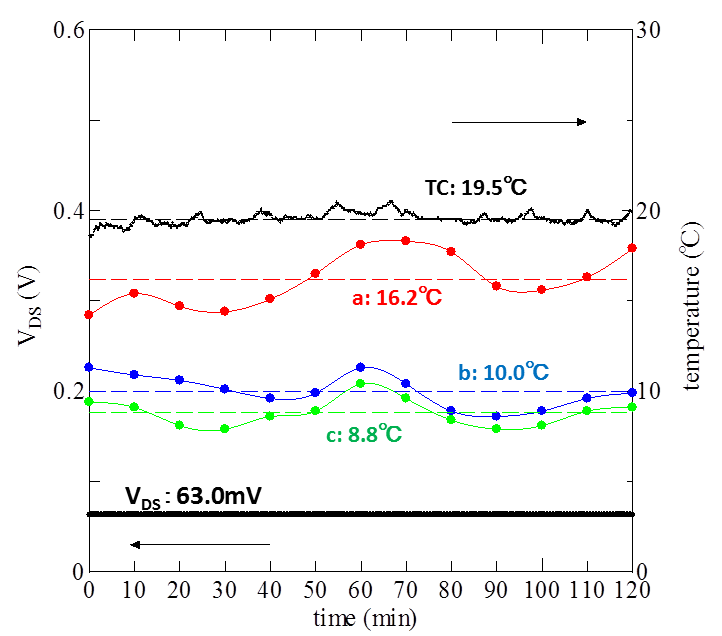 0.6
30
TC: 19.5℃
0.4
20
V_DS (V)
temperature (℃)
a: 16.2℃
b: 10.0℃
0.2
10
c: 8.8℃
V_DS : 63.0mV
0
0
0 10 20 30 40 50 60 70 80 90 100 110 120
time (min)